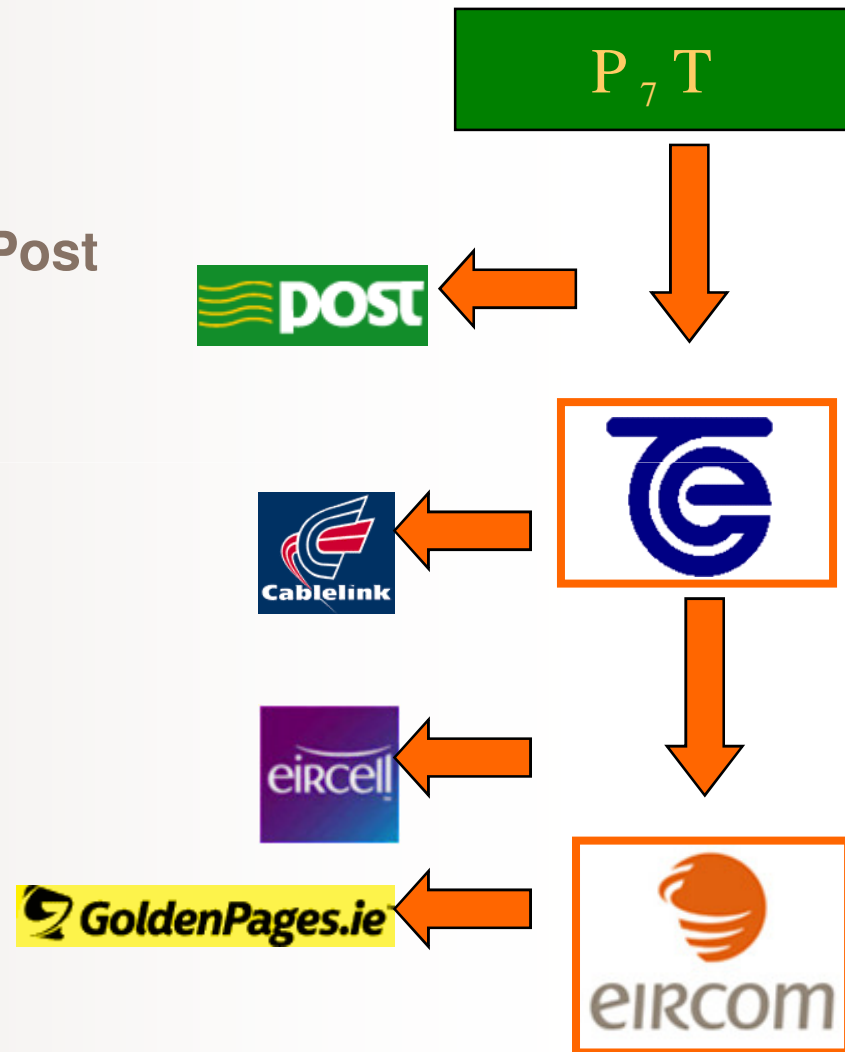 P 7 T
Post
post
Cablelink
eircell
GoldenPages.ie
eircom